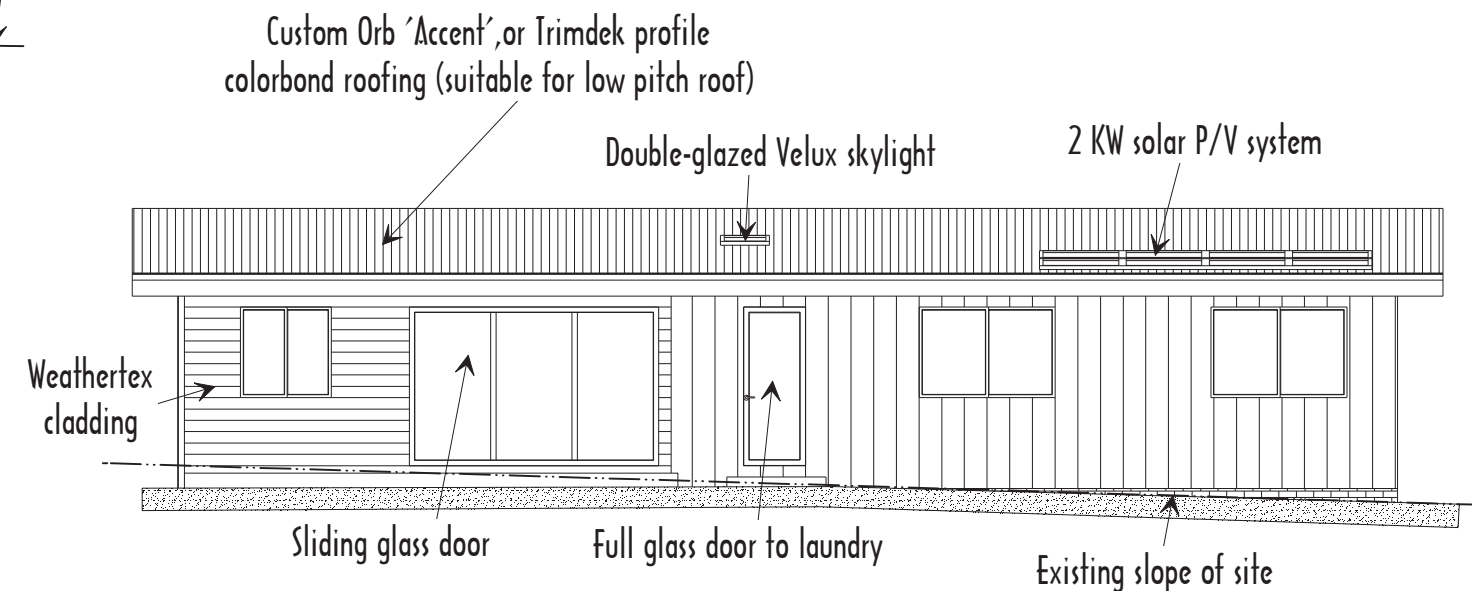 Custom Orb 'Accent',or Trimdek profile
colorbond roofing (suitable for low pitch roof)
Double-glazed Velux skylight
2 KW solar P/V system
Weathertex
cladding
Sliding glass door
Full glass door to laundry
Existing slope of site